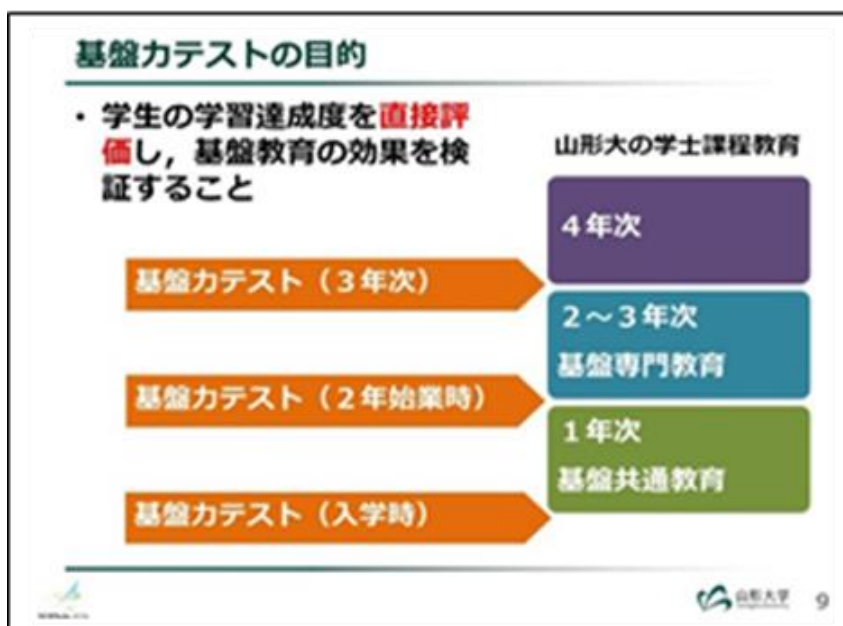 基盤力テストの目的
• 学生の学習達成度を直接評
価し，基盤教育の効果を検
証すること
山形大の学士課程教育
４年次
基盤力テスト（３年次）
２～３年次
基盤専門教育
基盤力テスト（２年始業時）
１年次
基盤共通教育
基盤力テスト（入学時）
山形大学
9